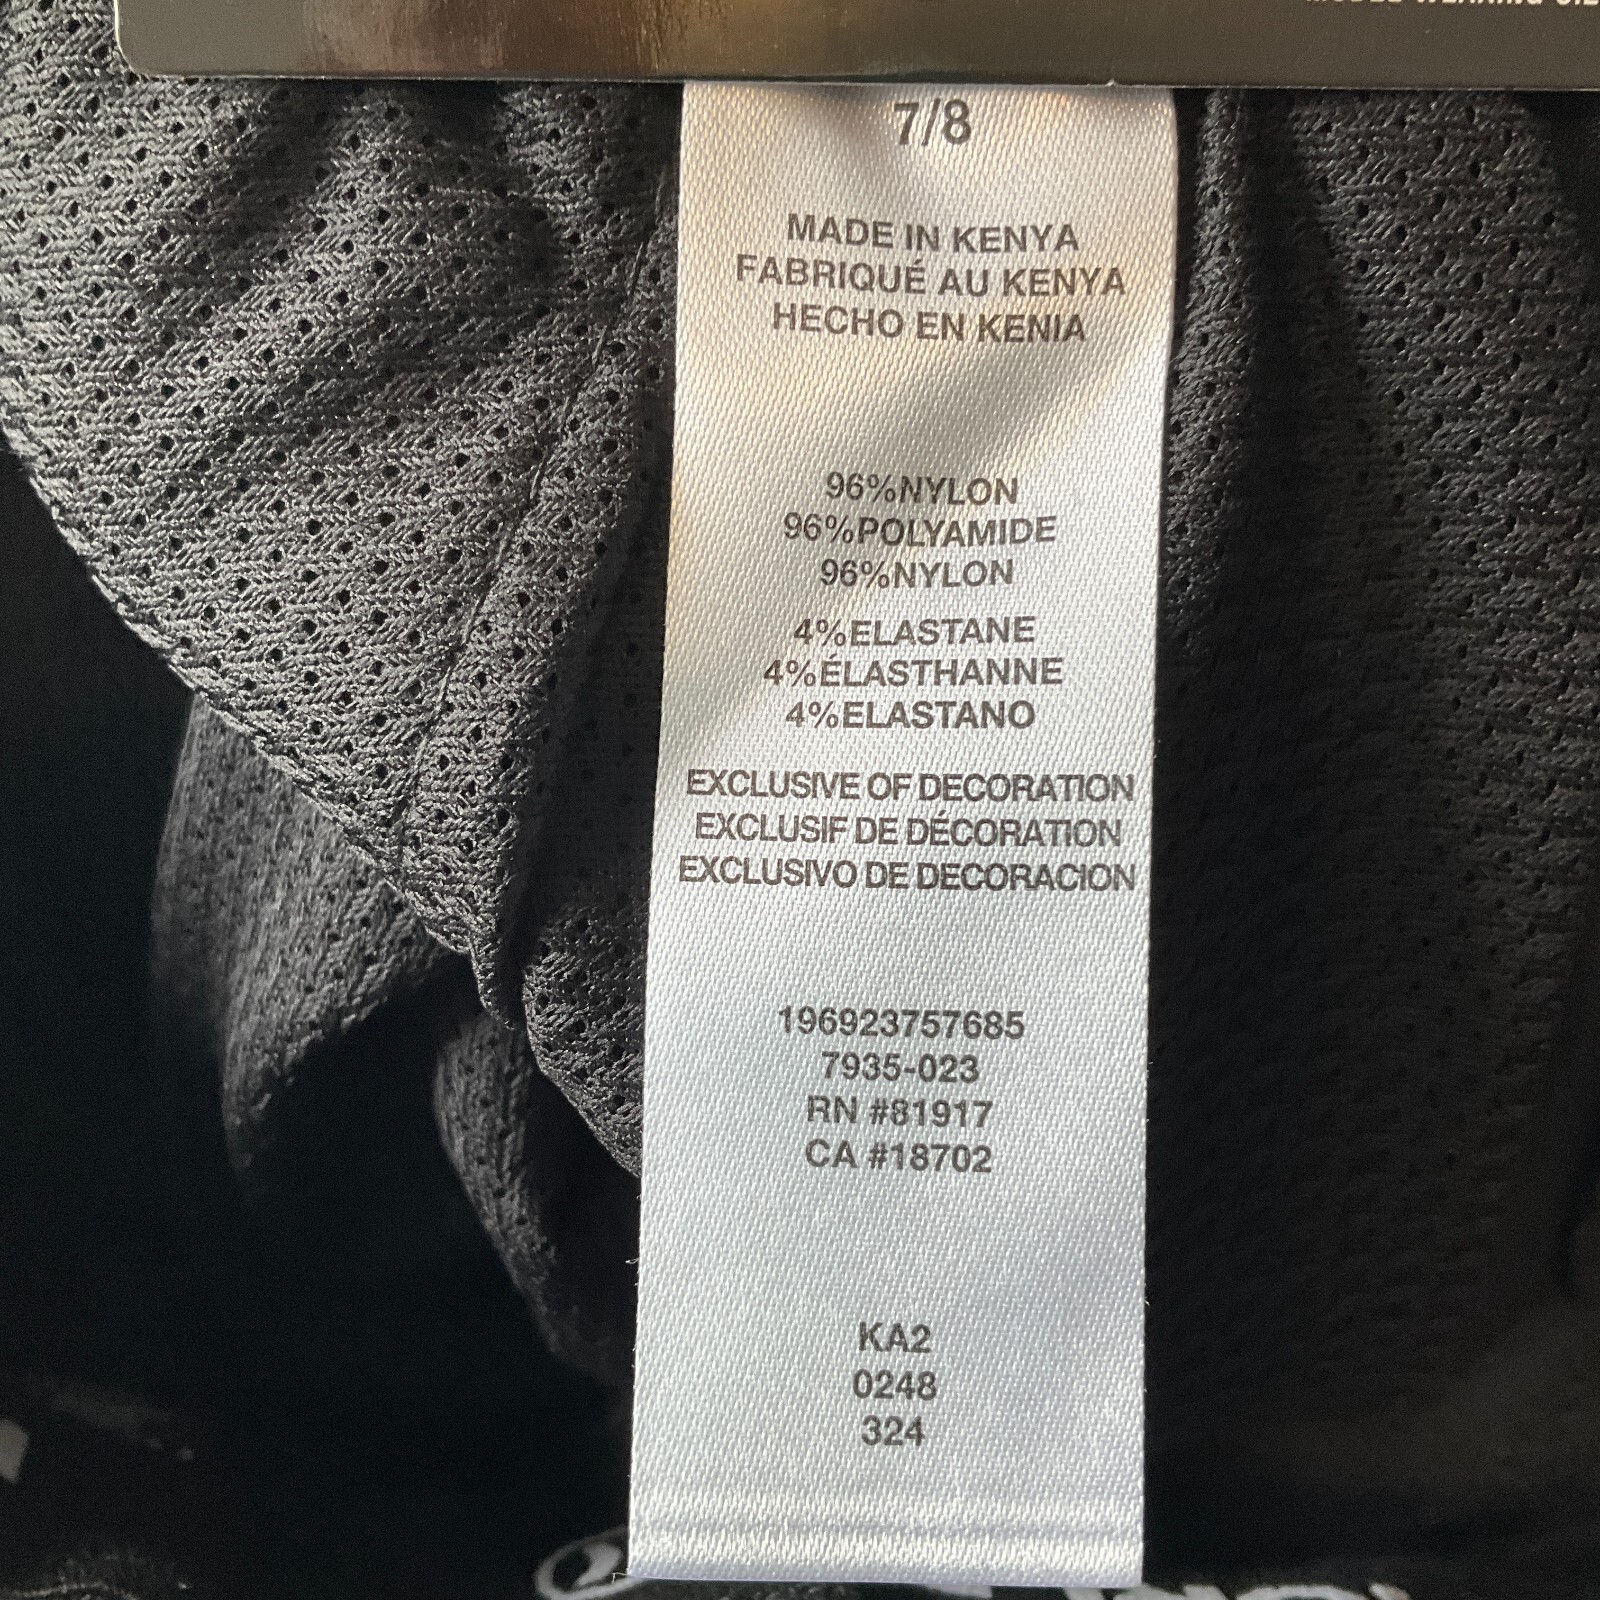 7/8
MADE IN KENYA
FABRIQUÉ AU KENYA
HECHO EN KENIA
96%NYLON
96%POLYAMIDE
96%NYLON
4%ELASTANE
4%ÉLASTHANNE
4%ELASTANO
EXCLUSIVE OF DECORATION
EXCLUSIF DE DÉCORATION
EXCLUSIVO DE DECORACION
196923757685
7935-023
RN #81917
CA #18702
KA2
0248
324